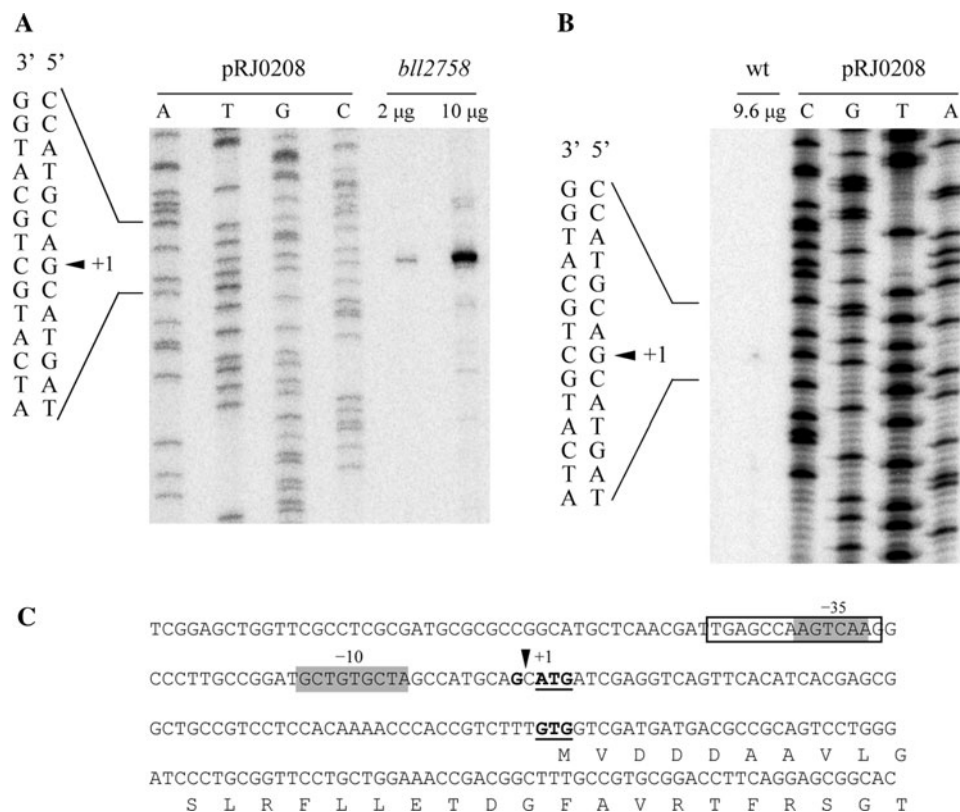 A
pRJ0208 bll2758
3' 5'
A T G C 2 µg 10 µg
G C
G C
T A
A T
C G
G C
T A
C G +1
G C
T A
A T
C G
T A
A T
B
wt pRJ0208
9.6 µg C G T A
3' 5'
G C
G C
T A
A T
C G
G C
T A
C G +1
G C
T A
A T
C G
T A
A T
C
−35
TCGGAGCTGGTTCGCCTCGCGATGCGCGCCGGCATGCTCAACGATTGAGCCAAGTCAAGG
−10 +1
CCCTTGCCGGATGCTGTGCTAGCCATGCAGCATGATCGAGGTCAGTTCACATCACGAGCG
GCTGCCGTCCTCCACAAAACCCACCGTCTTTGTGGTCGATGATGACGCCGCAGTCCTGGG
M V D D D A A V L G
ATCCCTGCGGTTCCTGCTGGAAACCGACGGCTTTGCCGTGCGGACCTTCAGGAGCGGCAC
S L R F L L E T D G F A V R T F R S G T